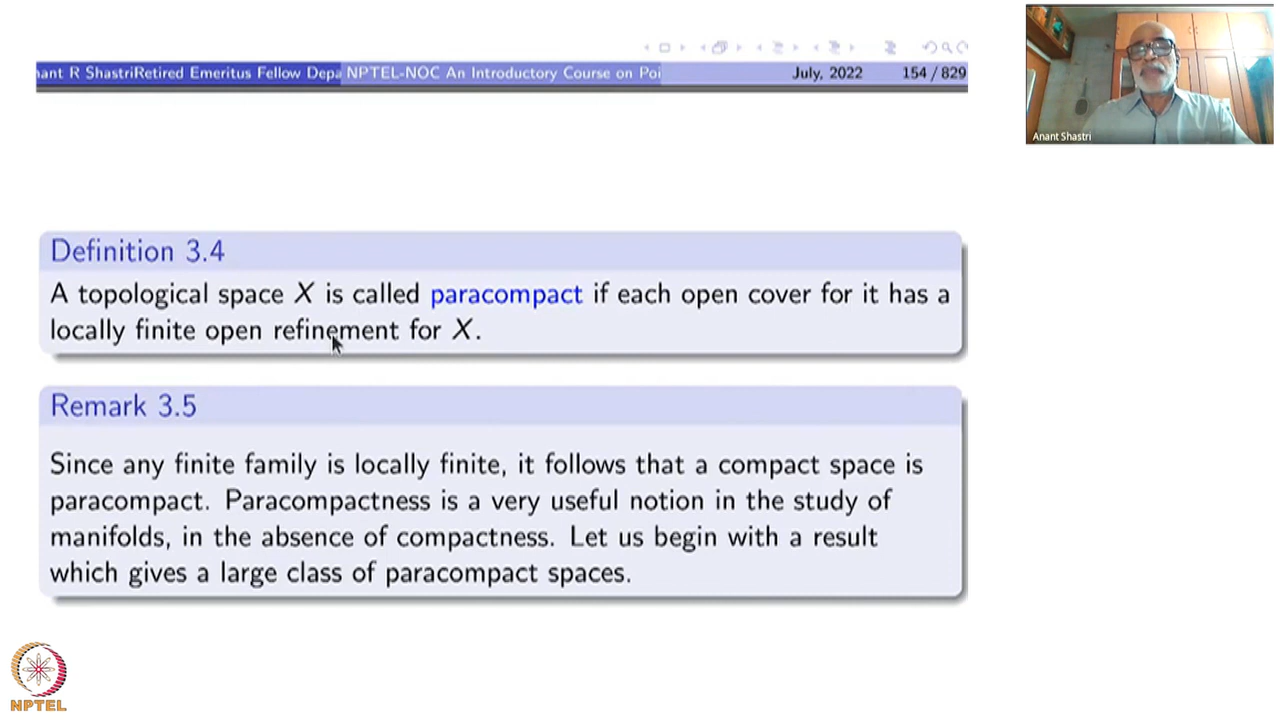 ant R ShastriRetired Emeritus Fellow Depa NPTEL-NOC An Introductory Course on Poi July, 2022 154 / 829
Anant Shastri
Definition 3.4
A topological space X is called paracompact if each open cover for it has a
locally finite open refinement for X.
Remark 3.5
Since any finite family is locally finite, it follows that a compact space is
paracompact. Paracompactness is a very useful notion in the study of
manifolds, in the absence of compactness. Let us begin with a result
which gives a large class of paracompact spaces.
NPTEL